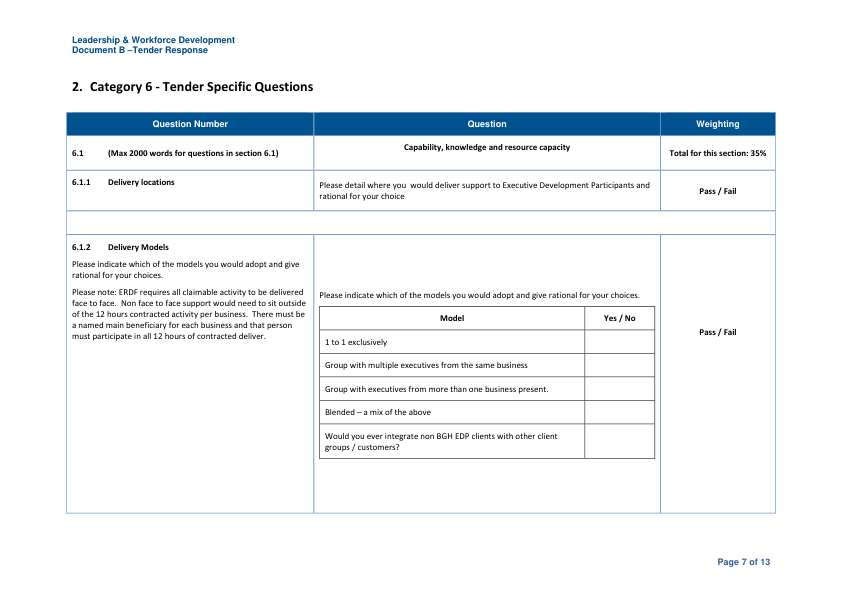 Leadership & Workforce Development
Document B –Tender Response
2. Category 6 - Tender Specific Questions
Question Number
Question
Weighting
6.1 (Max 2000 words for questions in section 6.1)
Capability, knowledge and resource capacity
Total for this section: 35%
6.1.1 Delivery locations
Please detail where you would deliver support to Executive Development Participants and
rational for your choice
Pass / Fail
6.1.2 Delivery Models
Please indicate which of the models you would adopt and give
rational for your choices.
Please note: ERDF requires all claimable activity to be delivered
face to face. Non face to face support would need to sit outside
of the 12 hours contracted activity per business. There must be
a named main beneficiary for each business and that person
must participate in all 12 hours of contracted deliver.
Please indicate which of the models you would adopt and give rational for your choices.
Model
Yes / No
1 to 1 exclusively
Group with multiple executives from the same business
Group with executives from more than one business present.
Blended – a mix of the above
Would you ever integrate non BGH EDP clients with other client
groups / customers?
Pass / Fail
Page 7 of 13